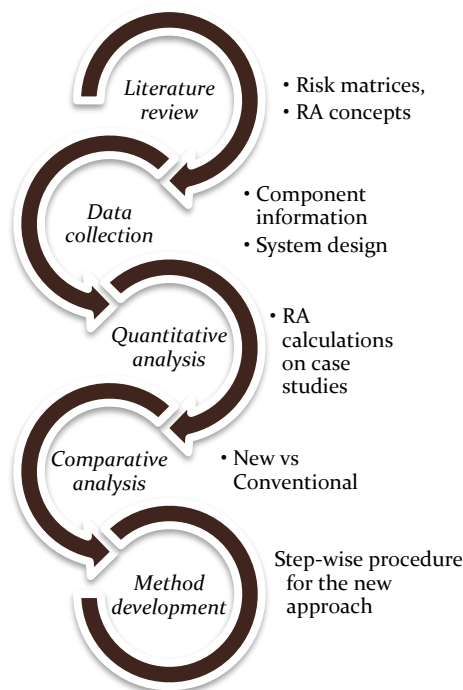 Literature
review
• Risk matrices,
• RA concepts
Data
collection
• Component
information
• System design
Quantitative
analysis
• RA
calculations
on case
studies
Comparative
analysis
• New vs
Conventional
Method
development
Step-wise procedure
for the new
approach